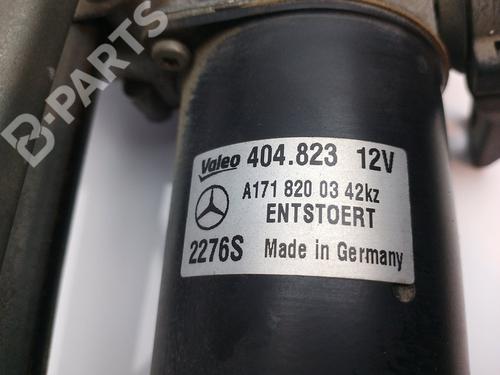 B-PARTS
Valeo 404.823 12V
A171 820 03 42kz
ENTSTOERT
2276S Made in Germany